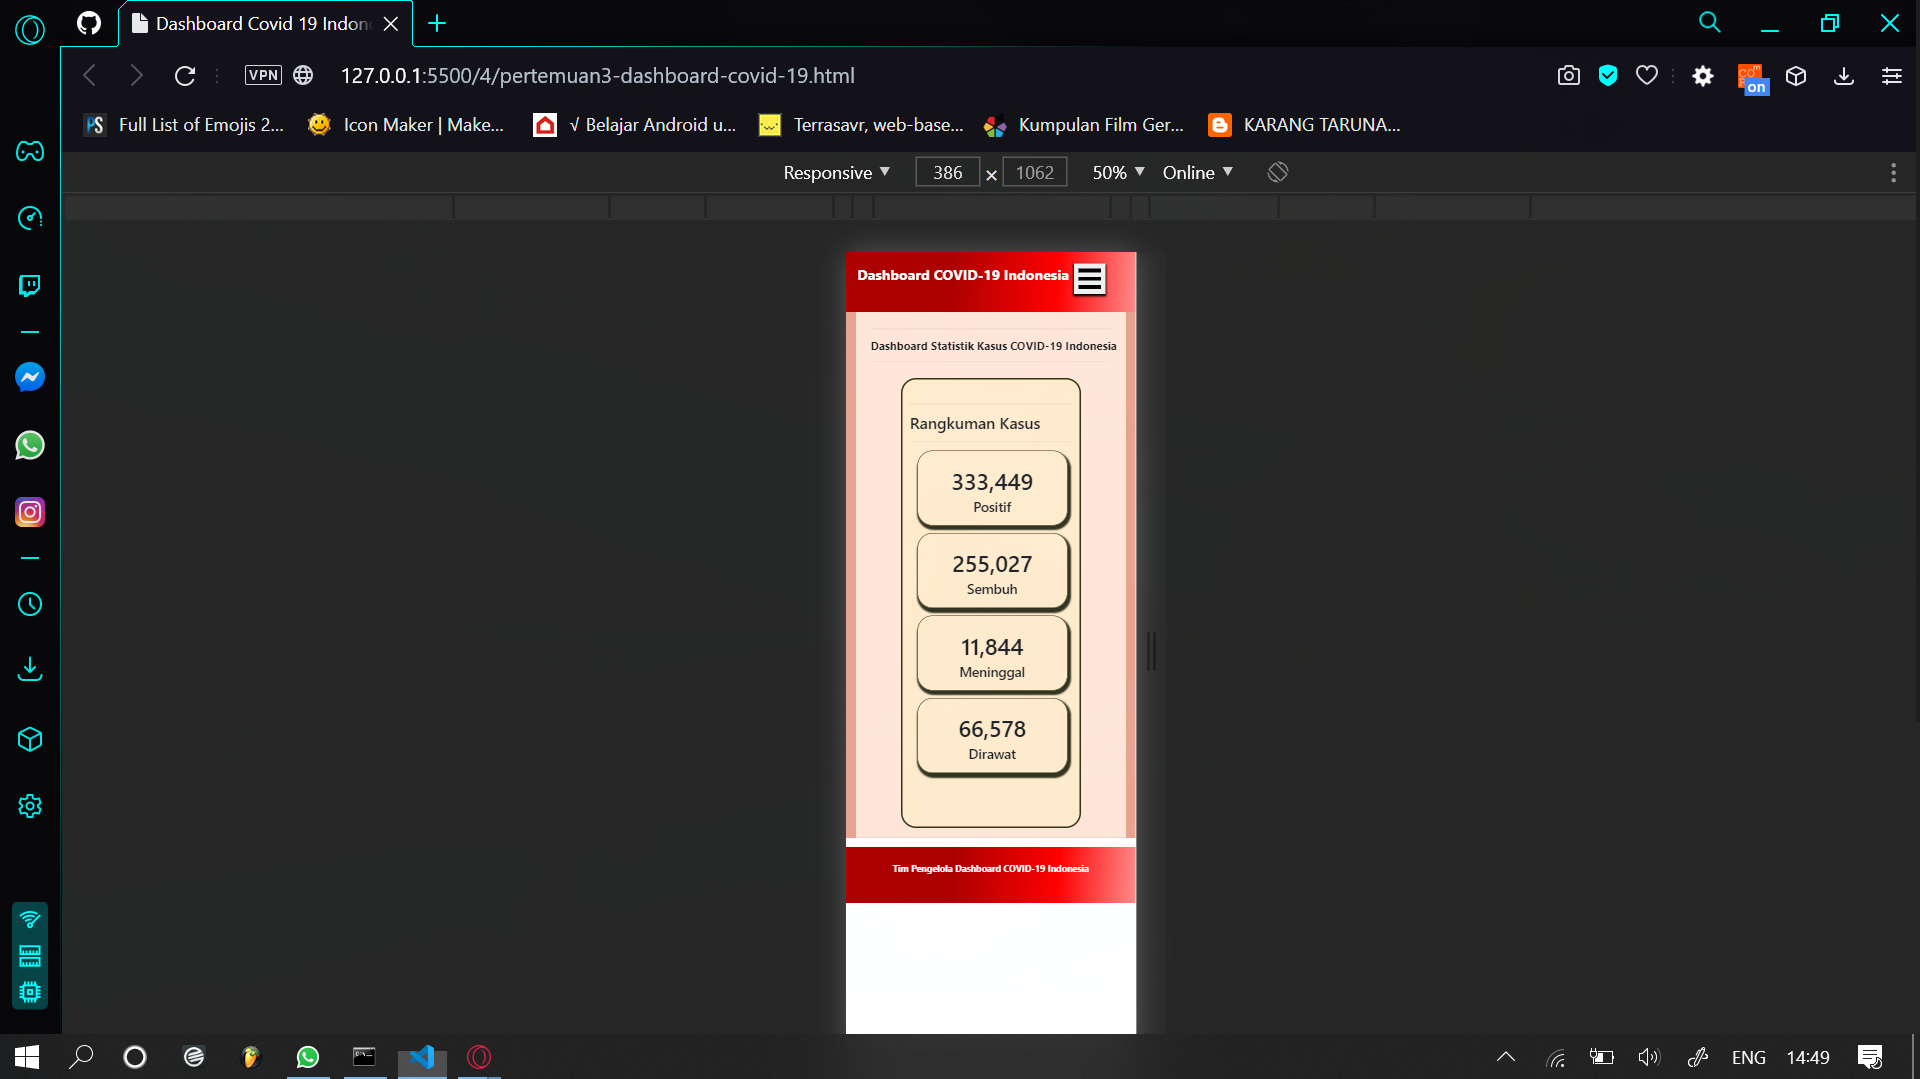 Dashboard Covid 19 Indon
VPN
127.0.0.1:5500/4/pertemuan3-dashboard-covid-19.html
on
Full List of Emojis 2...
Icon Maker | Make...
√ Belajar Android u...
Terrasavr, web-base...
Kumpulan Film Ger...
KARANG TARUNA...
Responsive ▼
386 × 1062
50% ▼
Online ▼
Dashboard COVID-19 Indonesia
Dashboard Statistik Kasus COVID-19 Indonesia
Rangkuman Kasus
333,449
Positif
255,027
Sembuh
11,844
Meninggal
66,578
Dirawat
Tim Pengelola Dashboard COVID-19 Indonesia
ENG
14:49